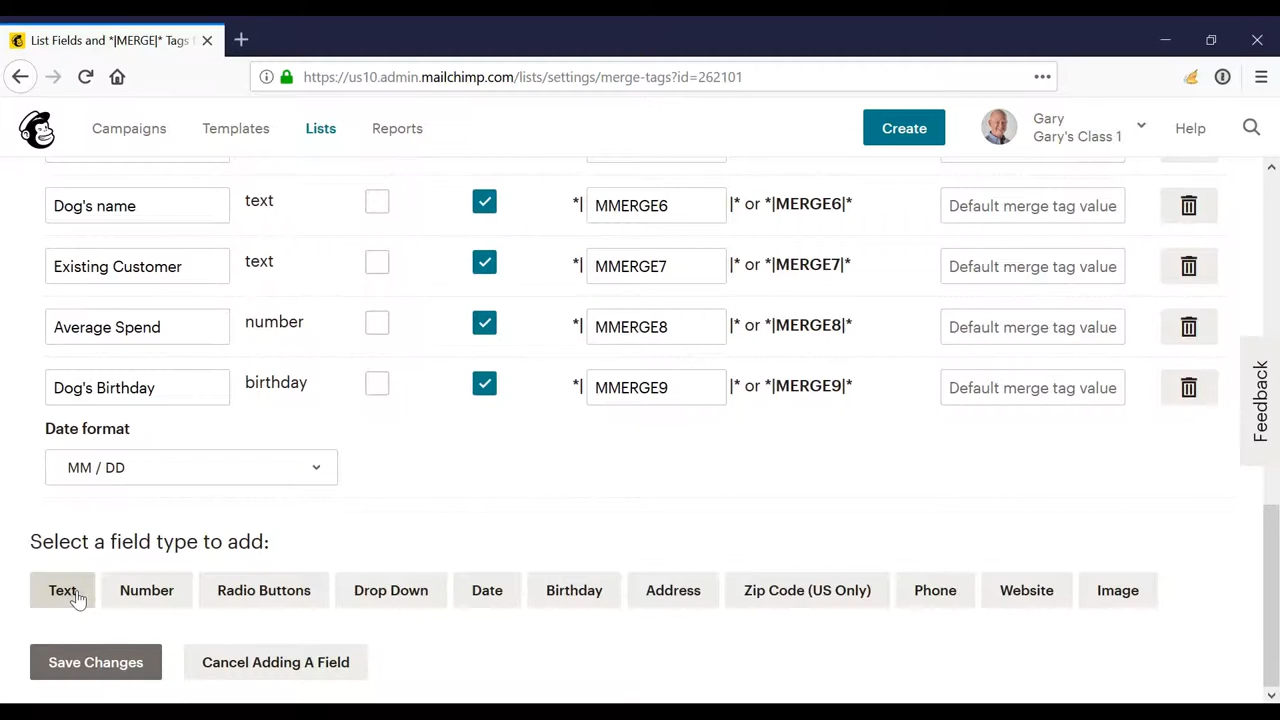 List Fields and *|MERGE|* Tags
https://us10.admin.mailchimp.com/lists/settings/merge-tags?id=262101
Campaigns
Templates
Lists
Reports
Create
Gary
Gary's Class 1
Help
Dog's name text *| MMERGE6 |* or *|MERGE6|* Default merge tag value
Existing Customer text *| MMERGE7 |* or *|MERGE7|* Default merge tag value
Average Spend number *| MMERGE8 |* or *|MERGE8|* Default merge tag value
Dog's Birthday birthday *| MMERGE9 |* or *|MERGE9|* Default merge tag value
Date format
MM / DD
Feedback
Select a field type to add:
Text Number Radio Buttons Drop Down Date Birthday Address Zip Code (US Only) Phone Website Image
Save Changes Cancel Adding A Field